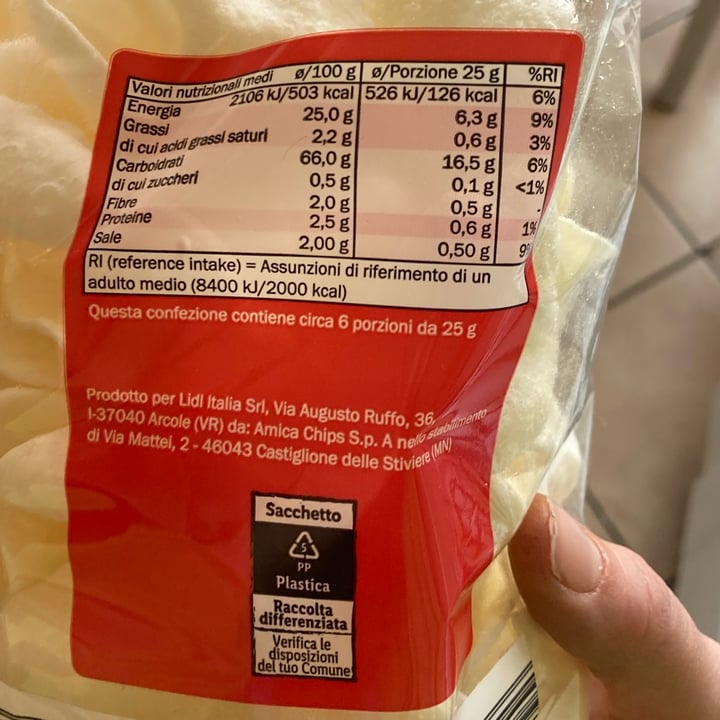 Valori nutrizionali medi ø/100 g ø/Porzione 25 g %RI
Energia 2106 kJ/503 kcal 526 kJ/126 kcal 6%
Grassi 25,0 g 6,3 g 9%
di cui acidi grassi saturi 2,2 g 0,6 g 3%
Carboidrati 66,0 g 16,5 g 6%
di cui zuccheri 0,5 g 0,1 g <1%
Fibre 2,0 g 0,5 g -
Proteine 2,5 g 0,6 g 1%
Sale 2,00 g 0,50 g 9%
RI (reference intake) = Assunzioni di riferimento di un
adulto medio (8400 kJ/2000 kcal)
Questa confezione contiene circa 6 porzioni da 25 g
Prodotto per Lidl Italia Srl, Via Augusto Ruffo, 36,
I-37040 Arcole (VR) da: Amica Chips S.p. A nello stabilimento
di Via Mattei, 2 - 46043 Castiglione delle Stiviere (MN)
Sacchetto
5
PP
Plastica
Raccolta
differenziata
Verifica le
disposizioni
del tuo Comune